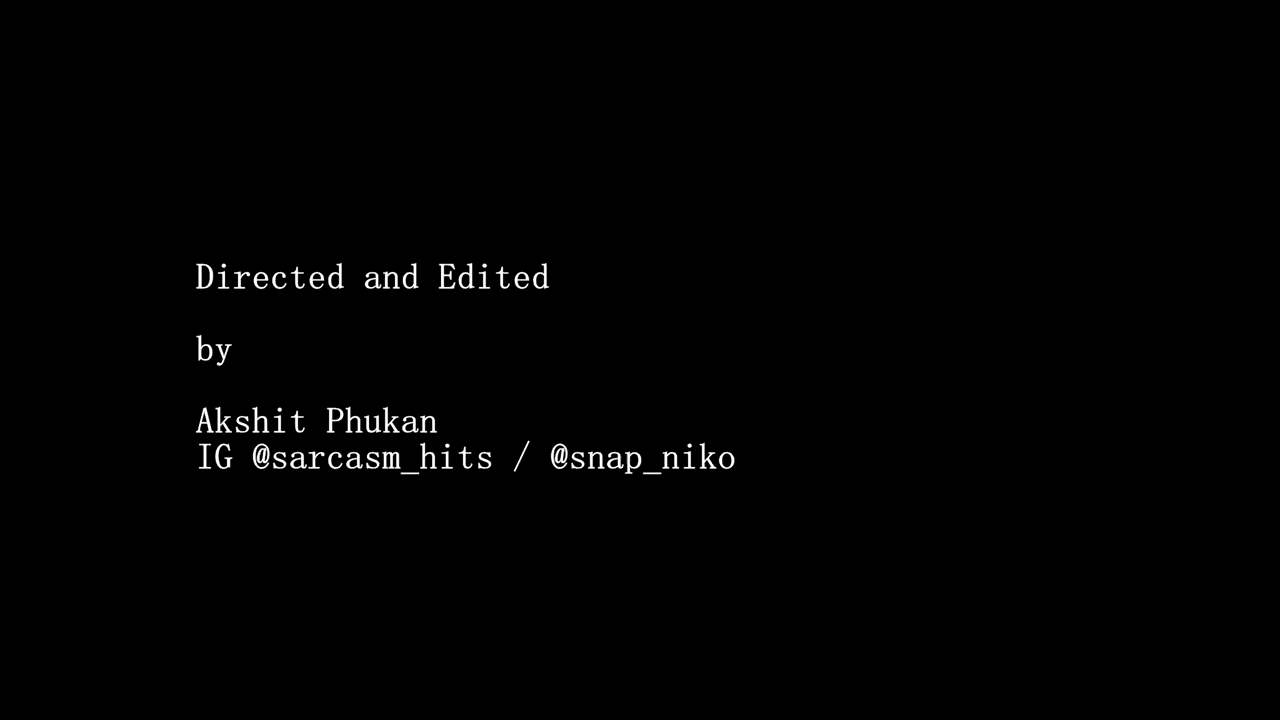 Directed and Edited
by
Akshit Phukan
IG @sarcasm_hits / @snap_niko